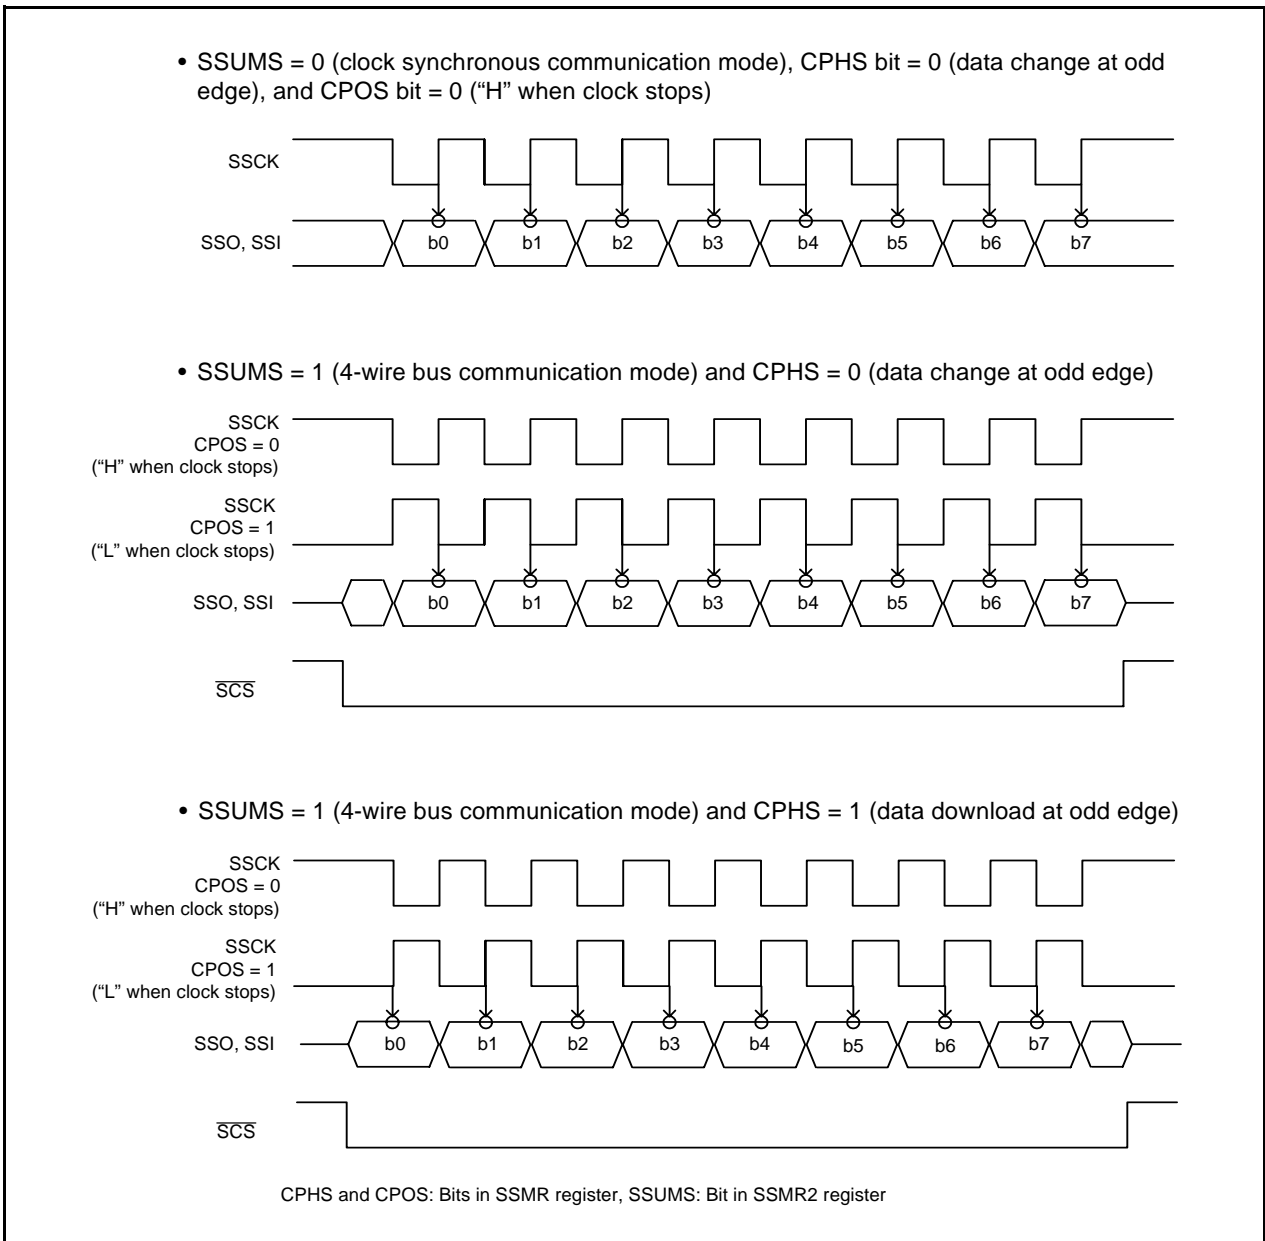 • SSUMS = 0 (clock synchronous communication mode), CPHS bit = 0 (data change at odd
edge), and CPOS bit = 0 (“H” when clock stops)
SSCK
SSO, SSI
b0 b1 b2 b3 b4 b5 b6 b7
• SSUMS = 1 (4-wire bus communication mode) and CPHS = 0 (data change at odd edge)
SSCK
CPOS = 0
(“H” when clock stops)
SSCK
CPOS = 1
(“L” when clock stops)
SSO, SSI
b0 b1 b2 b3 b4 b5 b6 b7
SCS
• SSUMS = 1 (4-wire bus communication mode) and CPHS = 1 (data download at odd edge)
SSCK
CPOS = 0
(“H” when clock stops)
SSCK
CPOS = 1
(“L” when clock stops)
SSO, SSI
b0 b1 b2 b3 b4 b5 b6 b7
SCS
CPHS and CPOS: Bits in SSMR register, SSUMS: Bit in SSMR2 register